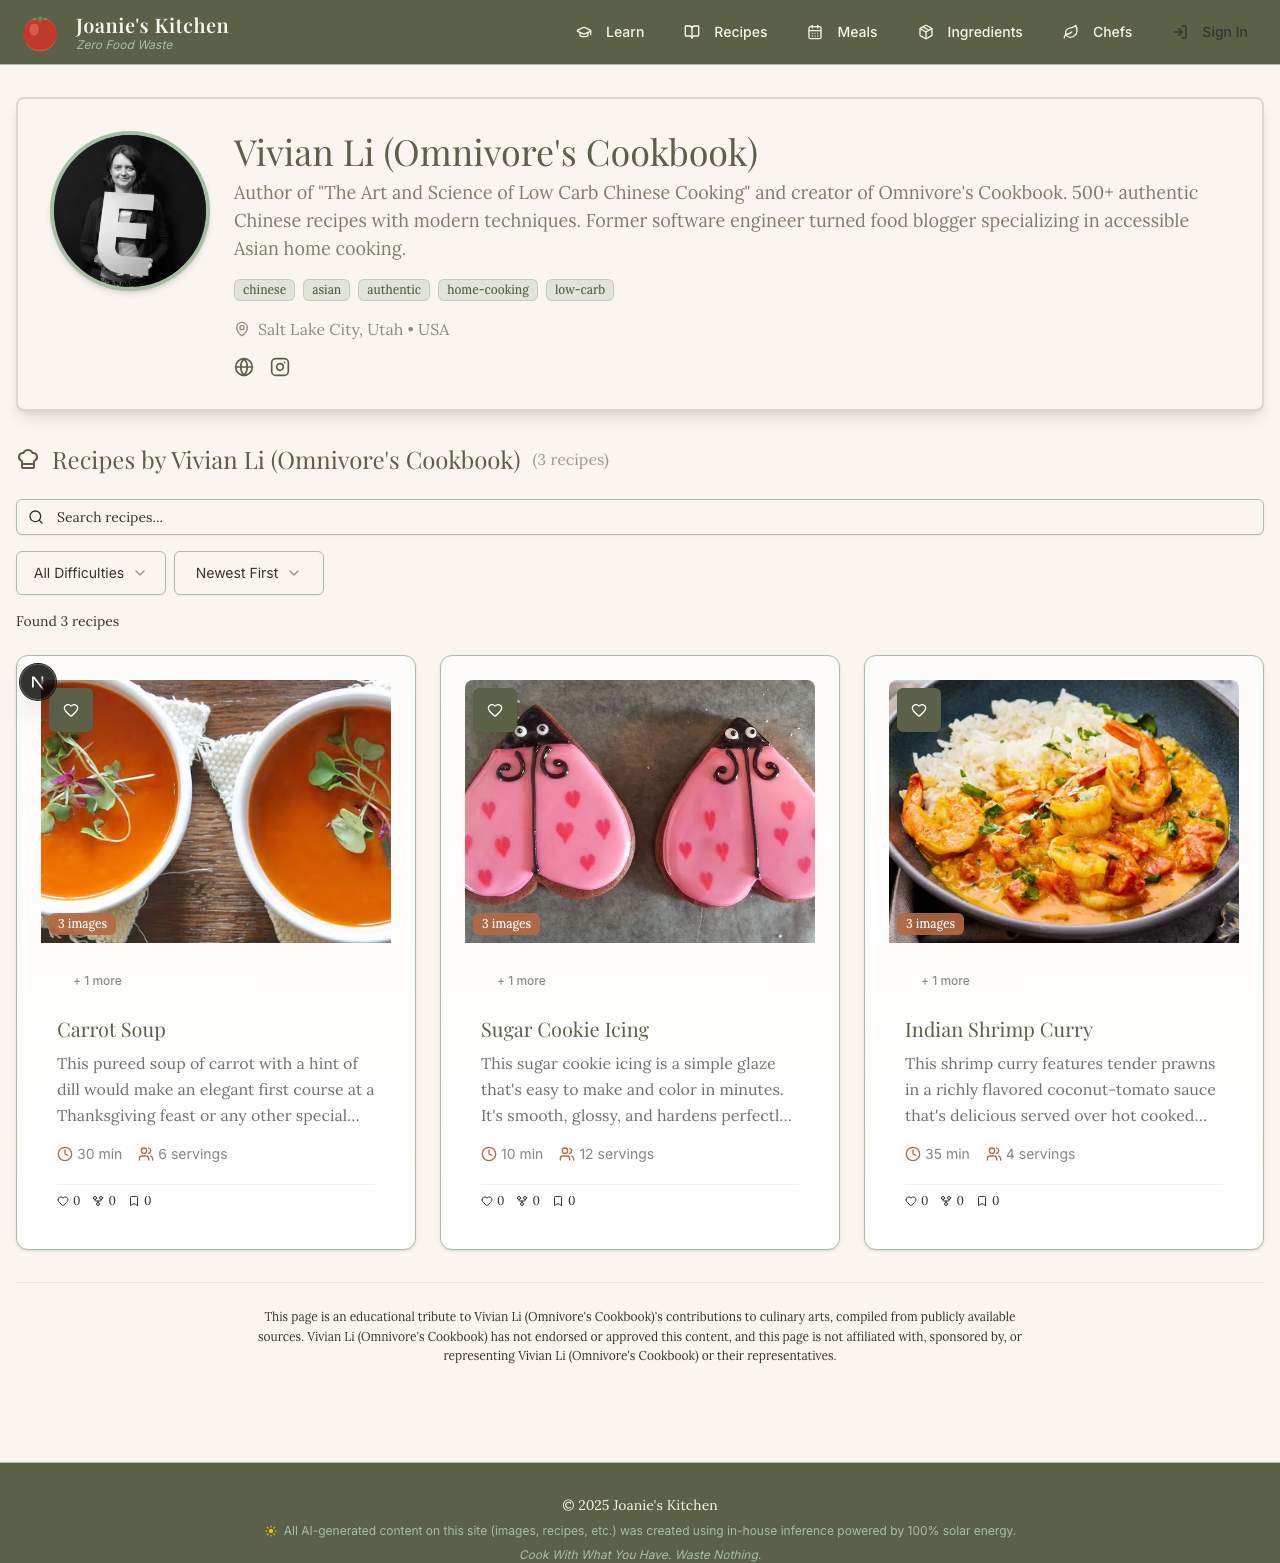 Joanie's Kitchen
Zero Food Waste
Learn
Recipes
Meals
Ingredients
Chefs
Sign In
E
Vivian Li (Omnivore's Cookbook)
Author of "The Art and Science of Low Carb Chinese Cooking" and creator of Omnivore's Cookbook. 500+ authentic
Chinese recipes with modern techniques. Former software engineer turned food blogger specializing in accessible
Asian home cooking.
chinese
asian
authentic
home-cooking
low-carb
Salt Lake City, Utah • USA
Recipes by Vivian Li (Omnivore's Cookbook) (3 recipes)
Search recipes...
All Difficulties
Newest First
Found 3 recipes
N
3 images
+ 1 more
Carrot Soup
This pureed soup of carrot with a hint of
dill would make an elegant first course at a
Thanksgiving feast or any other special...
30 min
6 servings
0
0
0
3 images
+ 1 more
Sugar Cookie Icing
This sugar cookie icing is a simple glaze
that's easy to make and color in minutes.
It's smooth, glossy, and hardens perfectl...
10 min
12 servings
0
0
0
3 images
+ 1 more
Indian Shrimp Curry
This shrimp curry features tender prawns
in a richly flavored coconut-tomato sauce
that's delicious served over hot cooked...
35 min
4 servings
0
0
0
This page is an educational tribute to Vivian Li (Omnivore's Cookbook)'s contributions to culinary arts, compiled from publicly available
sources. Vivian Li (Omnivore's Cookbook) has not endorsed or approved this content, and this page is not affiliated with, sponsored by, or
representing Vivian Li (Omnivore's Cookbook) or their representatives.
© 2025 Joanie's Kitchen
All AI-generated content on this site (images, recipes, etc.) was created using in-house inference powered by 100% solar energy.
Cook With What You Have. Waste Nothing.